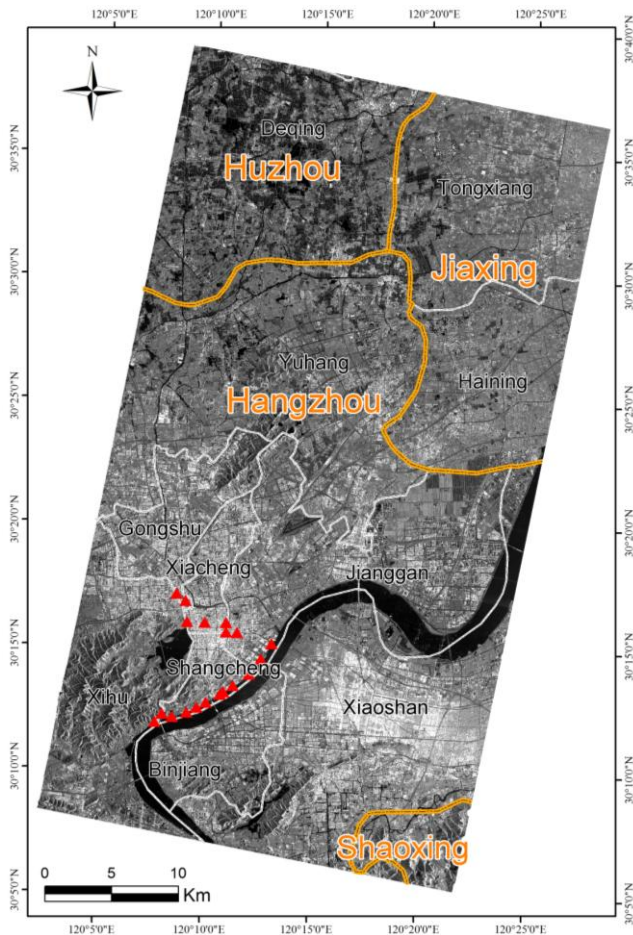 120°5'0"E 120°10'0"E 120°15'0"E 120°20'0"E 120°25'0"E
30°40'0"N
N
Deqing
30°35'0"N 30°35'0"N
Huzhou
Tongxiang
Jiaxing
30°30'0"N 30°30'0"N
Yuhang
Haining
Hangzhou
30°25'0"N 30°25'0"N
Gongshu
30°20'0"N 30°20'0"N
Xiacheng
Jianggan
30°15'0"N 30°15'0"N
Shangcheng
Xihu
Xiaoshan
30°10'0"N 30°10'0"N
Binjiang
Shaoxing
0 5 10
Km
30°5'0"N 30°5'0"N
120°5'0"E 120°10'0"E 120°15'0"E 120°20'0"E 120°25'0"E